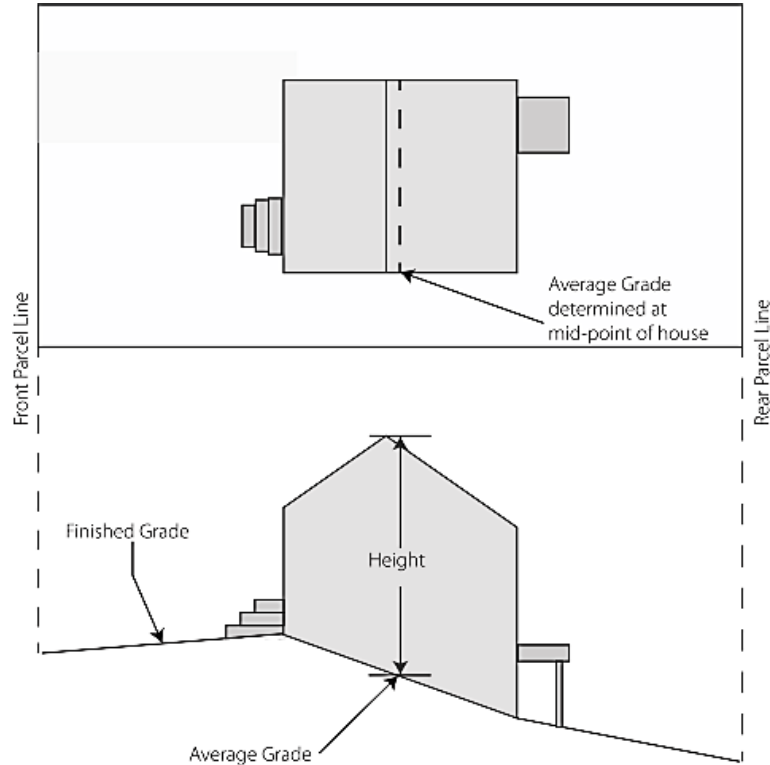 Average Grade
determined at
mid-point of house
Front Parcel Line
Rear Parcel Line
Finished Grade
Height
Average Grade